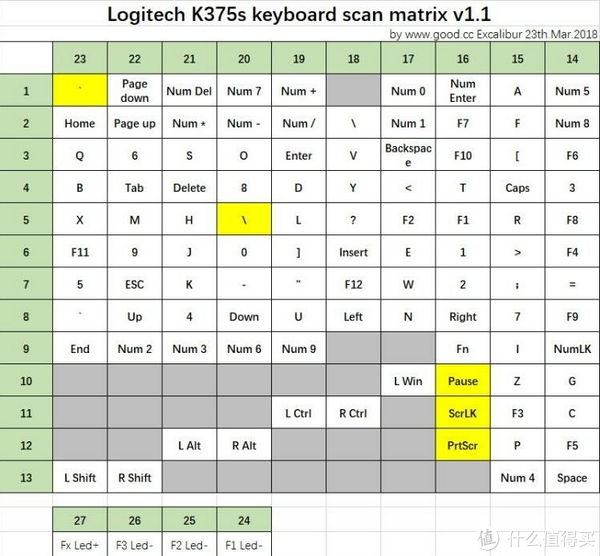 Logitech K375s keyboard scan matrix v1.1
by www.good.cc Excalibur 23th.Mar.2018
23 22 21 20 19 18 17 16 15 14
1 ` Page down Num Del Num 7 Num + Num 0 Num Enter A Num 5
2 Home Page up Num * Num - Num / \ Num 1 F7 F Num 8
3 Q 6 S O Enter V Backspace F10 [ F6
4 B Tab Delete 8 D Y < T Caps 3
5 X M H \ L ? F2 F1 R F8
6 F11 9 J 0 ] Insert E 1 > F4
7 5 ESC K - " F12 W 2 ; =
8 ` Up 4 Down U Left N Right 7 F9
9 End Num 2 Num 3 Num 6 Num 9 Fn I NumLK
10 L Win Pause Z G
11 L Ctrl R Ctrl ScrLK F3 C
12 L Alt R Alt PrtScr P F5
13 L Shift R Shift Num 4 Space
27 26 25 24
Fx Led+ F3 Led- F2 Led- F1 Led-
值 什么值得买